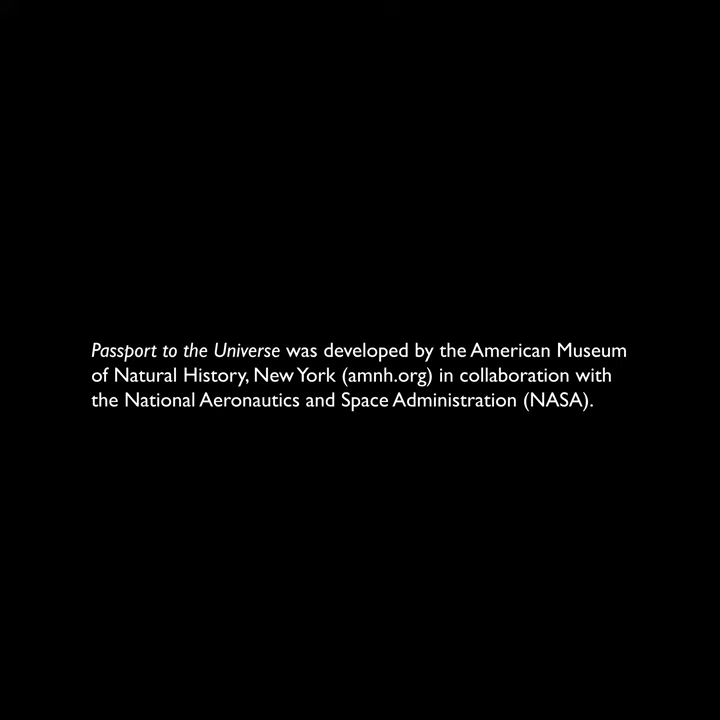 Passport to the Universe was developed by the American Museum
of Natural History, New York (amnh.org) in collaboration with
the National Aeronautics and Space Administration (NASA).